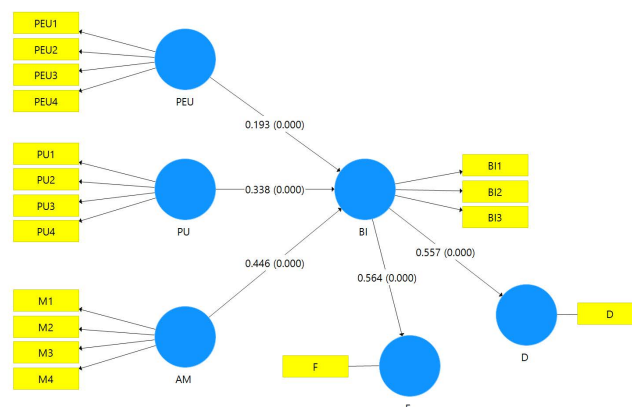 PEU1
PEU2
PEU3
PEU4
PEU
0.193 (0.000)
PU1
PU2
PU3
PU4
PU
0.338 (0.000)
BI
BI1
BI2
BI3
0.446 (0.000)
0.557 (0.000)
0.564 (0.000)
M1
M2
M3
M4
AM
D
D
F